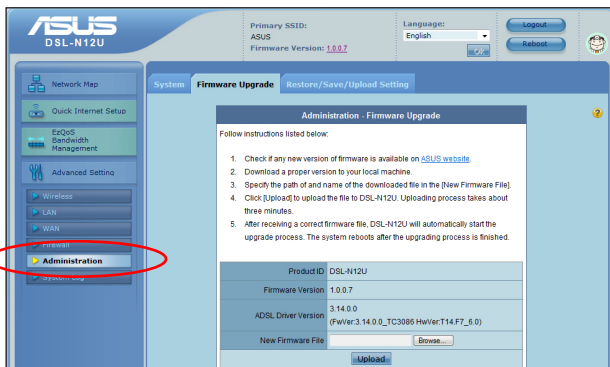 ASUS
DSL-N12U
Primary SSID:
ASUS
Firmware Version: 1.0.0.7
Language:
English
OK
Logout
Reboot
Network Map
Quick Internet Setup
EzQoS
Bandwidth
Management
Advanced Setting
Wireless
LAN
WAN
Firewall
Administration
System Log
System
Firmware Upgrade
Restore/Save/Upload Setting
Administration - Firmware Upgrade
Follow instructions listed below:
1. Check if any new version of firmware is available on ASUS website.
2. Download a proper version to your local machine.
3. Specify the path of and name of the downloaded file in the [New Firmware File].
4. Click [Upload] to upload the file to DSL-N12U. Uploading process takes about
three minutes.
5. After receiving a correct firmware file, DSL-N12U will automatically start the
upgrade process. The system reboots after the upgrading process is finished.
Product ID DSL-N12U
Firmware Version 1.0.0.7
ADSL Driver Version 3.14.0.0
(FwVer:3.14.0.0_TC3086 HwVer:T14.F7_6.0)
New Firmware File Browse...
Upload
?